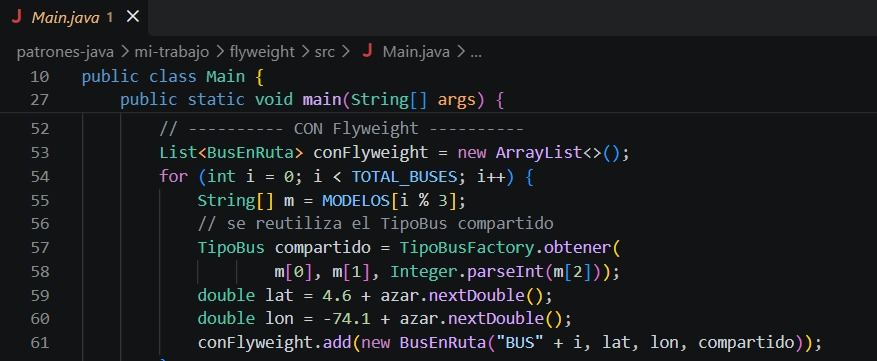 J Main.java 1 ×
patrones-java > mi-trabajo > flyweight > src > J Main.java > ...
10 public class Main {
27 public static void main(String[] args) {
52 // ---------- CON Flyweight ----------
53 List<BusEnRuta> conFlyweight = new ArrayList<>();
54 for (int i = 0; i < TOTAL_BUSES; i++) {
55 String[] m = MODELOS[i % 3];
56 // se reutiliza el TipoBus compartido
57 TipoBus compartido = TipoBusFactory.obtener(
58 m[0], m[1], Integer.parseInt(m[2]));
59 double lat = 4.6 + azar.nextDouble();
60 double lon = -74.1 + azar.nextDouble();
61 conFlyweight.add(new BusEnRuta("BUS" + i, lat, lon, compartido));